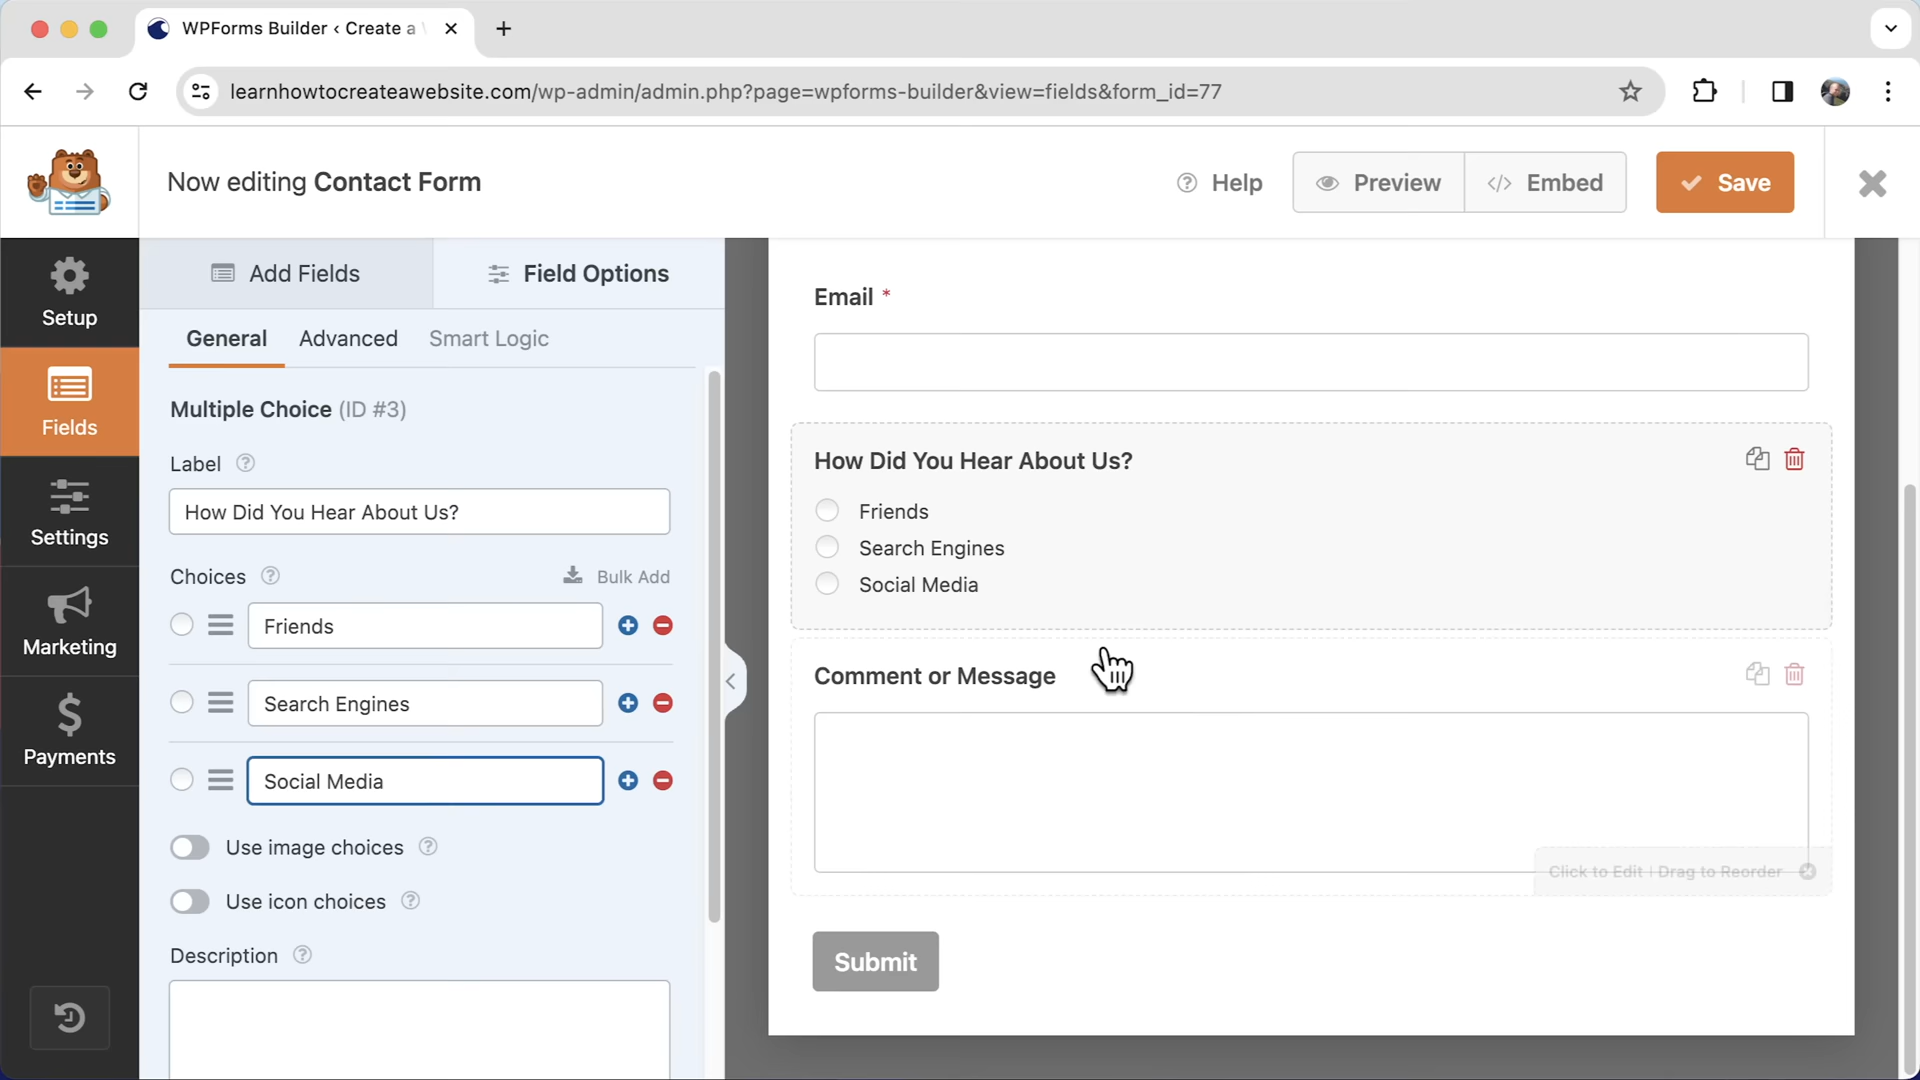 WPForms Builder ‹ Create a
learnhowtocreateawebsite.com/wp-admin/admin.php?page=wpforms-builder&view=fields&form_id=77
Now editing Contact Form
Help
Preview
Embed
Save
Setup
Fields
Settings
Marketing
Payments
Add Fields
Field Options
General
Advanced
Smart Logic
Multiple Choice (ID #3)
Label
How Did You Hear About Us?
Choices
Bulk Add
Friends
Search Engines
Social Media
Use image choices
Use icon choices
Description
Email *
How Did You Hear About Us?
Friends
Search Engines
Social Media
Comment or Message
Click to Edit | Drag to Reorder
Submit